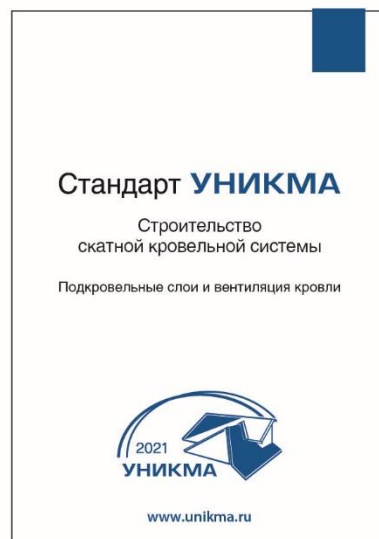 Стандарт УНИКМА
Строительство
скатной кровельной системы
Подкровельные слои и вентиляция кровли
2021
УНИКМА
www.unikma.ru